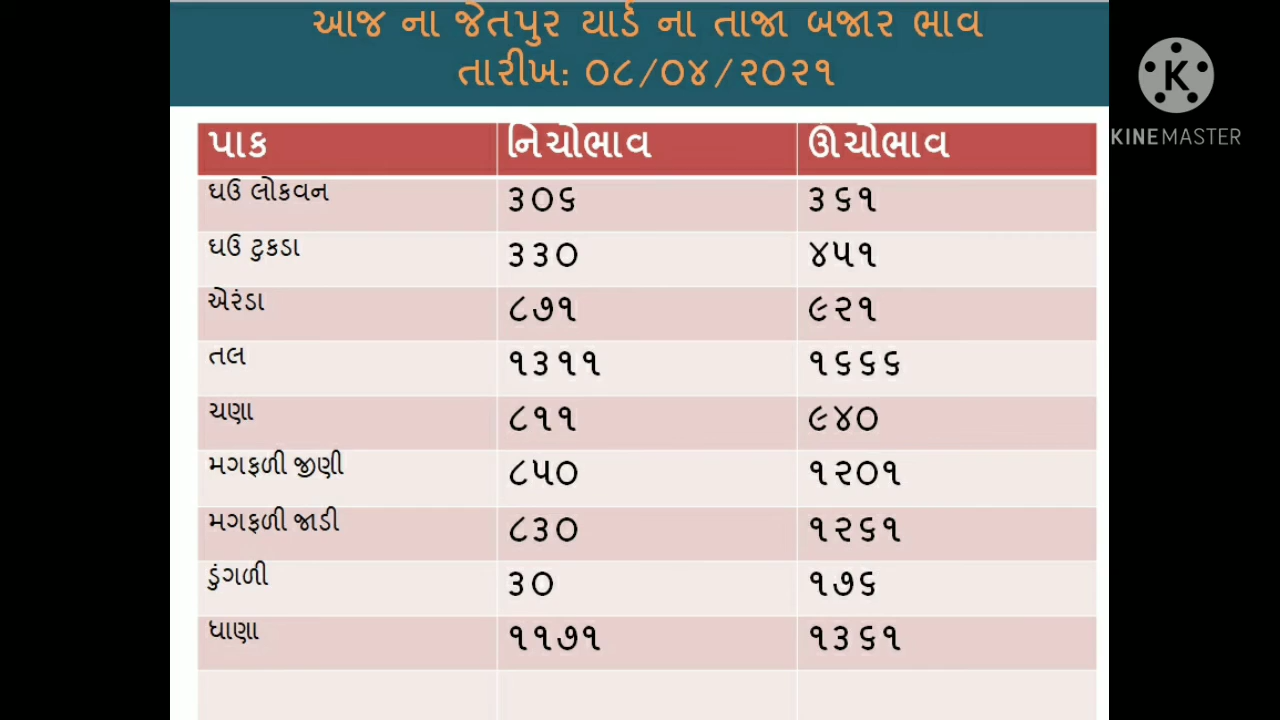 આજ ના જેતપુર યાર્ડ ના તાજા બજાર ભાવ
તારીખ: ૦૮/૦૪/૨૦૨૧
K
KINEMASTER
પાક નિચોભાવ ઊંચોભાવ
ઘઉ લોકવન ૩૦૬ ૩૬૧
ઘઉ ટુકડા ૩૩૦ ૪૫૧
એરંડા ૮૭૧ ૯૨૧
તલ ૧૩૧૧ ૧૬૬૬
ચણા ૮૧૧ ૯૪૦
મગફળી જીણી ૮૫૦ ૧૨૦૧
મગફળી જાડી ૮૩૦ ૧૨૬૧
ડુંગળી ૩૦ ૧૭૬
ધાણા ૧૧૭૧ ૧૩૬૧